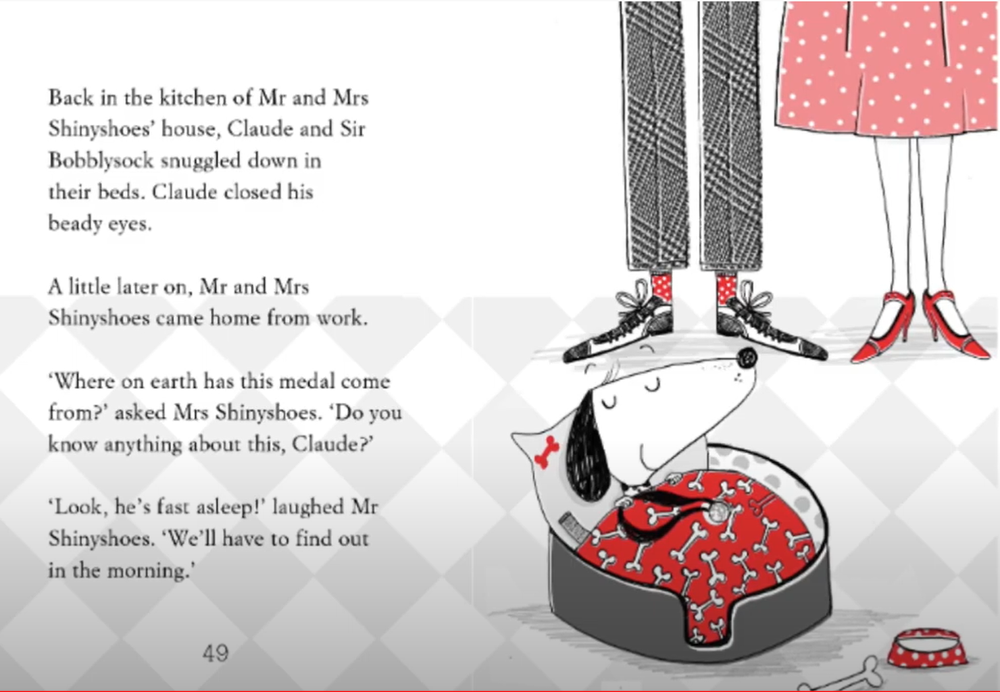 Back in the kitchen of Mr and Mrs
Shinyshoes’ house, Claude and Sir
Bobblysock snuggled down in
their beds. Claude closed his
beady eyes.
A little later on, Mr and Mrs
Shinyshoes came home from work.
‘Where on earth has this medal come
from?’ asked Mrs Shinyshoes. ‘Do you
know anything about this, Claude?’
‘Look, he’s fast asleep!’ laughed Mr
Shinyshoes. ‘We’ll have to find out
in the morning.’
49